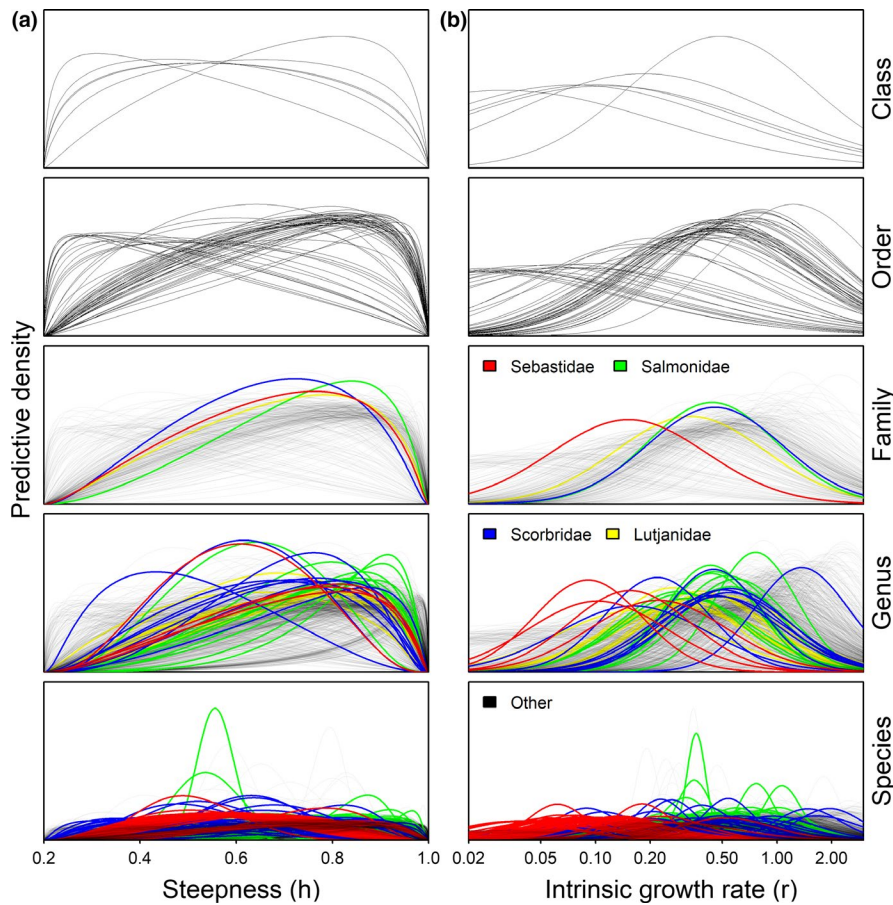 (a)
(b)
Class
Order
Predictive density
Sebastidae
Salmonidae
Family
Scorbridae
Lutjanidae
Genus
Other
Species
0.2 0.4 0.6 0.8 1.0
0.02 0.05 0.10 0.20 0.50 1.00 2.00
Steepness (h)
Intrinsic growth rate (r)